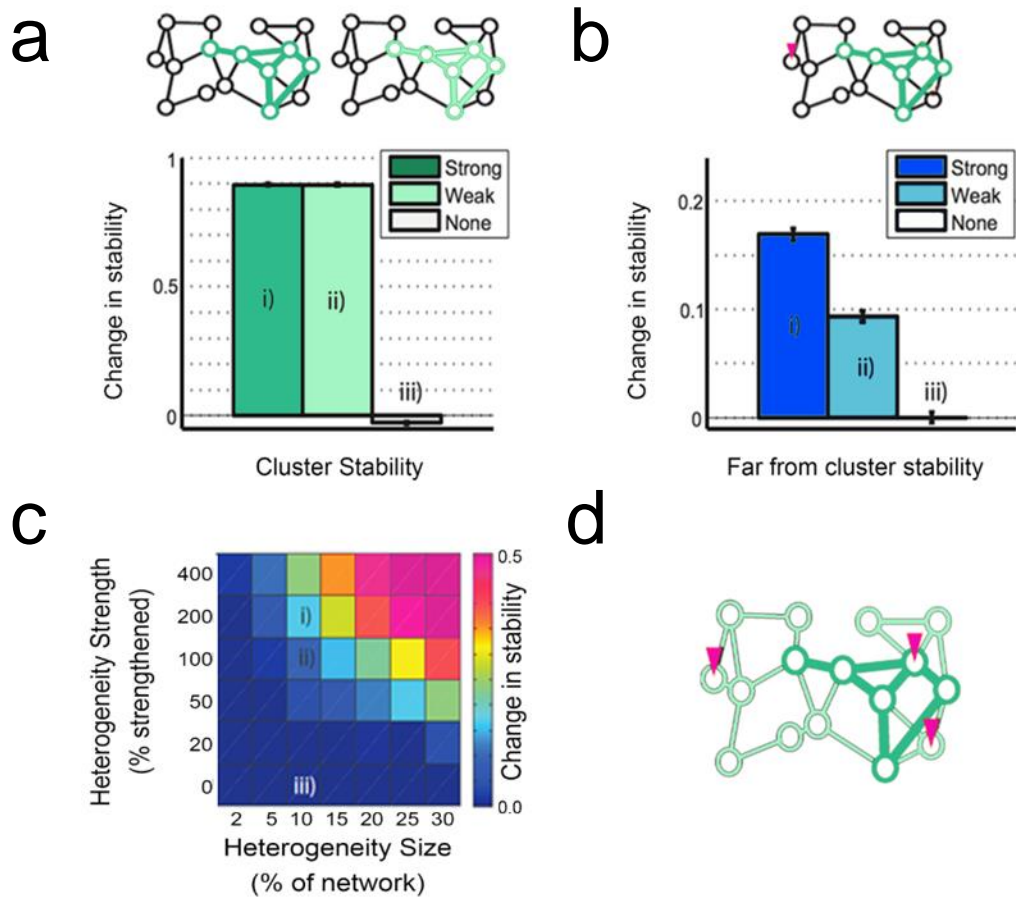 a
Change in stability
1
0.5
0
Strong
Weak
None
i)
ii)
iii)
Cluster Stability
b
Change in stability
0.2
0.1
0
Strong
Weak
None
i)
ii)
iii)
Far from cluster stability
c
Heterogeneity Strength
(% strengthened)
400
200
100
50
20
0
i)
ii)
iii)
2 5 10 15 20 25 30
Heterogeneity Size
(% of network)
0.5
Change in stability
0.0
d